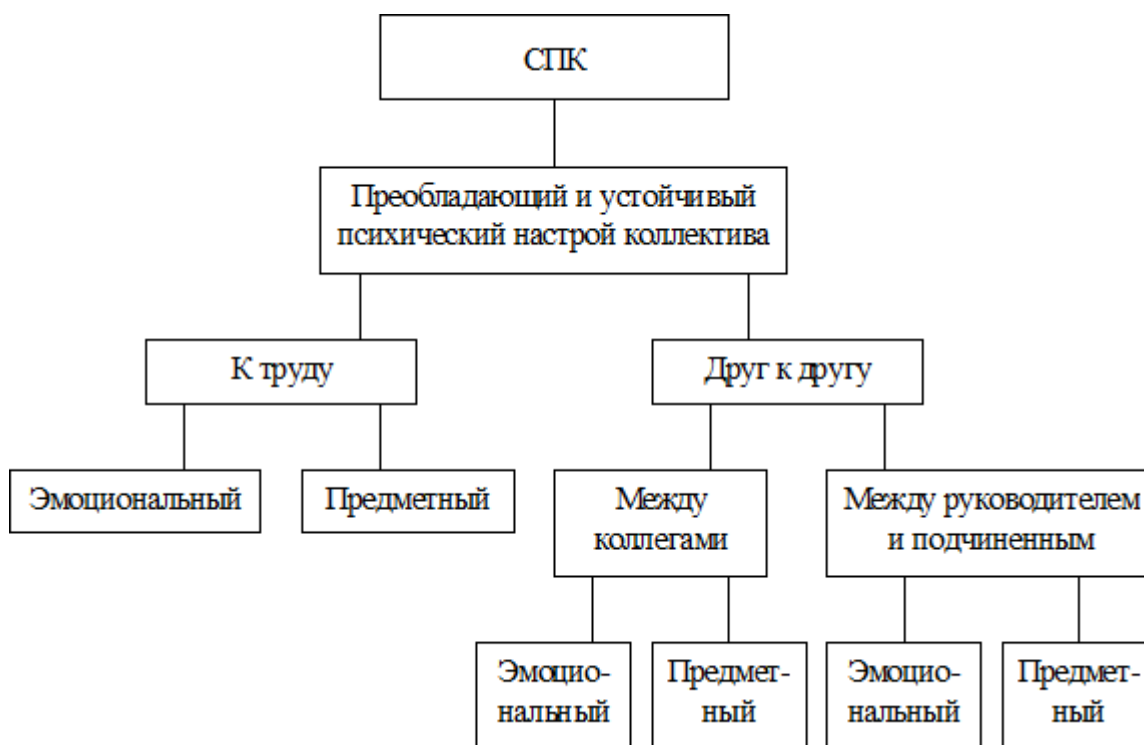 СПК
Преобладающий и устойчивый
психический настрой коллектива
К труду
Друг к другу
Эмоциональный
Предметный
Между
коллегами
Между руководителем
и подчиненным
Эмоцио-
нальный
Предмет-
ный
Эмоцио-
нальный
Предмет-
ный